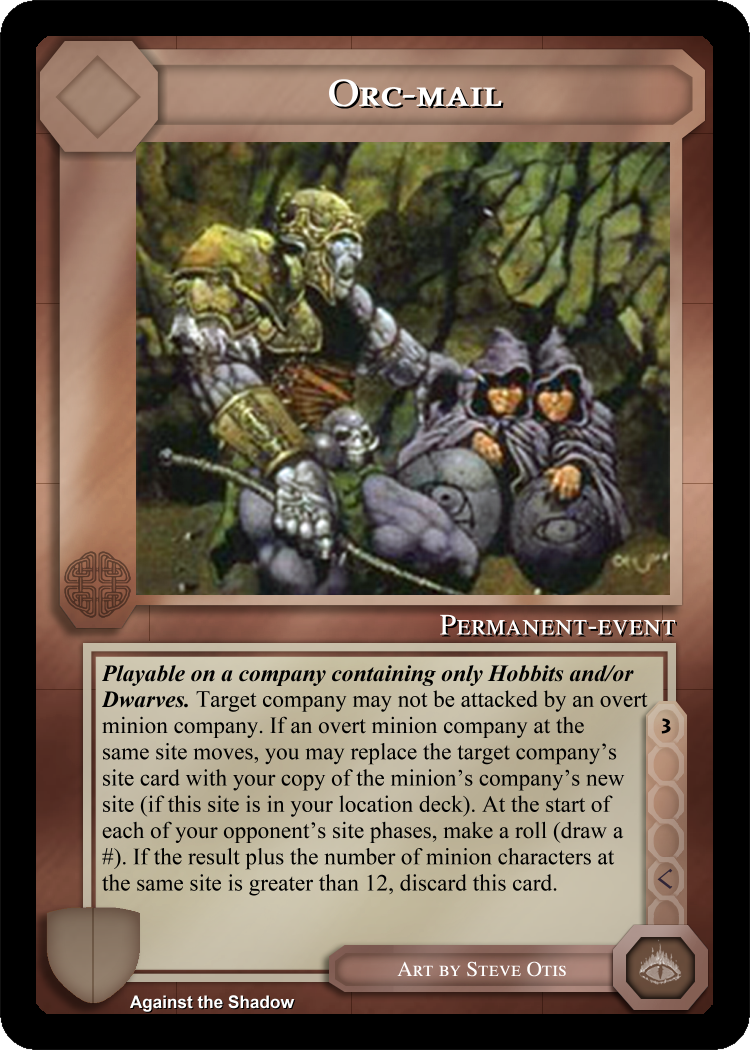 Orc-mail
Permanent-event
Playable on a company containing only Hobbits and/or
Dwarves. Target company may not be attacked by an overt
minion company. If an overt minion company at the
same site moves, you may replace the target company’s
site card with your copy of the minion’s company’s new
site (if this site is in your location deck). At the start of
each of your opponent’s site phases, make a roll (draw a
#). If the result plus the number of minion characters at
the same site is greater than 12, discard this card.
3
Art by Steve Otis
Against the Shadow